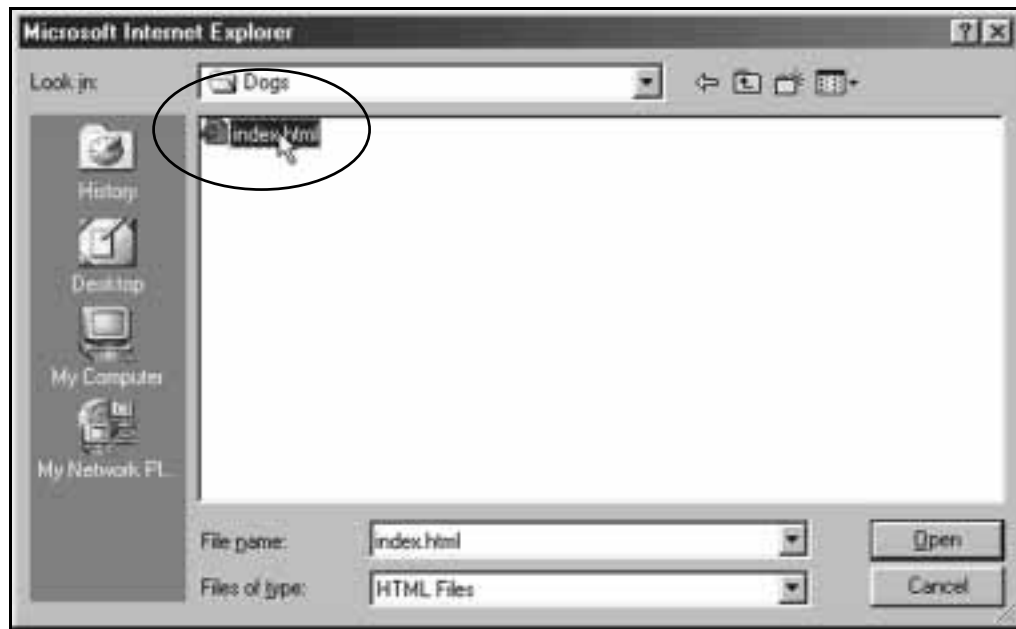 Microsoft Internet Explorer
Look in: Dogs
index.html
History
Desktop
My Computer
My Network Pl...
File name: index.html Open
Files of type: HTML Files Cancel